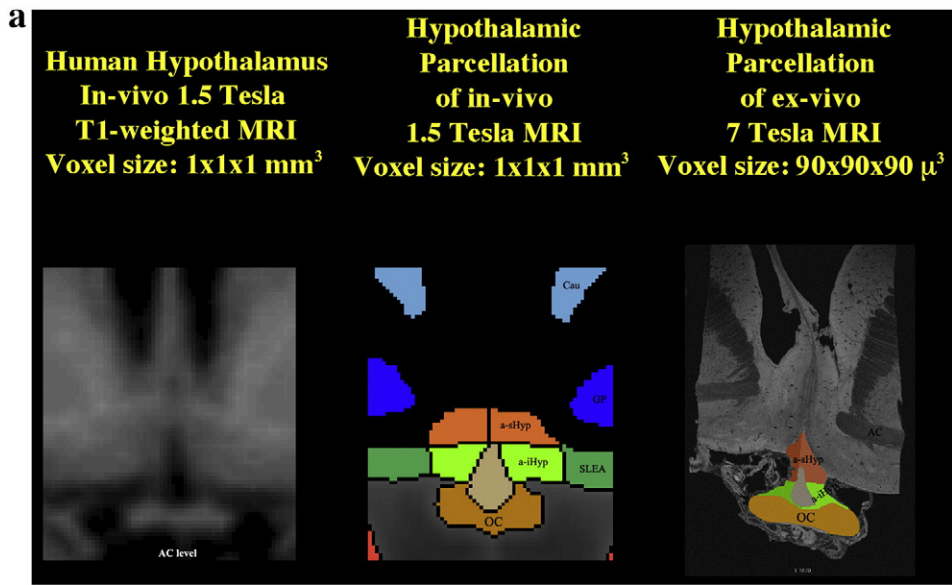 a
Human Hypothalamus
In-vivo 1.5 Tesla
T1-weighted MRI
Voxel size: 1x1x1 mm³
Hypothalamic
Parcellation
of in-vivo
1.5 Tesla MRI
Voxel size: 1x1x1 mm³
Hypothalamic
Parcellation
of ex-vivo
7 Tesla MRI
Voxel size: 90x90x90 µ³
AC level
Cau
GP
a-sHyp
a-iHyp
SLEA
OC
AC
a-sHyp
a-iHyp
OC